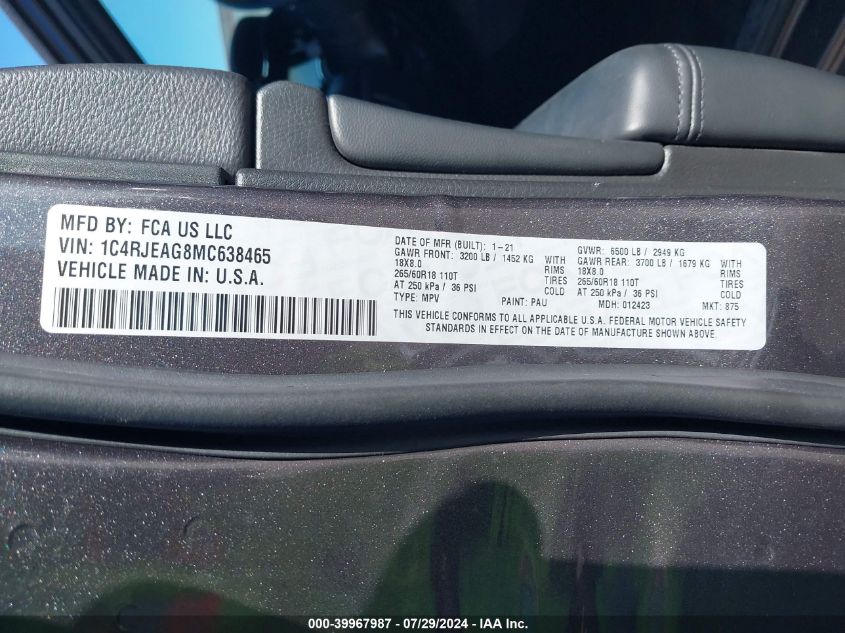 MFD BY: FCA US LLC
VIN: 1C4RJEAG8MC638465
VEHICLE MADE IN: U.S.A.
DATE OF MFR (BUILT): 1-21 GVWR: 6500 LB / 2949 KG
GAWR FRONT: 3200 LB / 1452 KG WITH GAWR REAR: 3700 LB / 1679 KG WITH
18X8.0 RIMS 18X8.0 RIMS
265/60R18 110T TIRES 265/60R18 110T TIRES
AT 250 kPa / 36 PSI COLD AT 250 kPa / 36 PSI COLD
TYPE: MPV PAINT: PAU MDH: 012423 MKT: 875
THIS VEHICLE CONFORMS TO ALL APPLICABLE U.S.A. FEDERAL MOTOR VEHICLE SAFETY
STANDARDS IN EFFECT ON THE DATE OF MANUFACTURE SHOWN ABOVE.
000-39967987 / 07/29/2024 - IAA Inc.